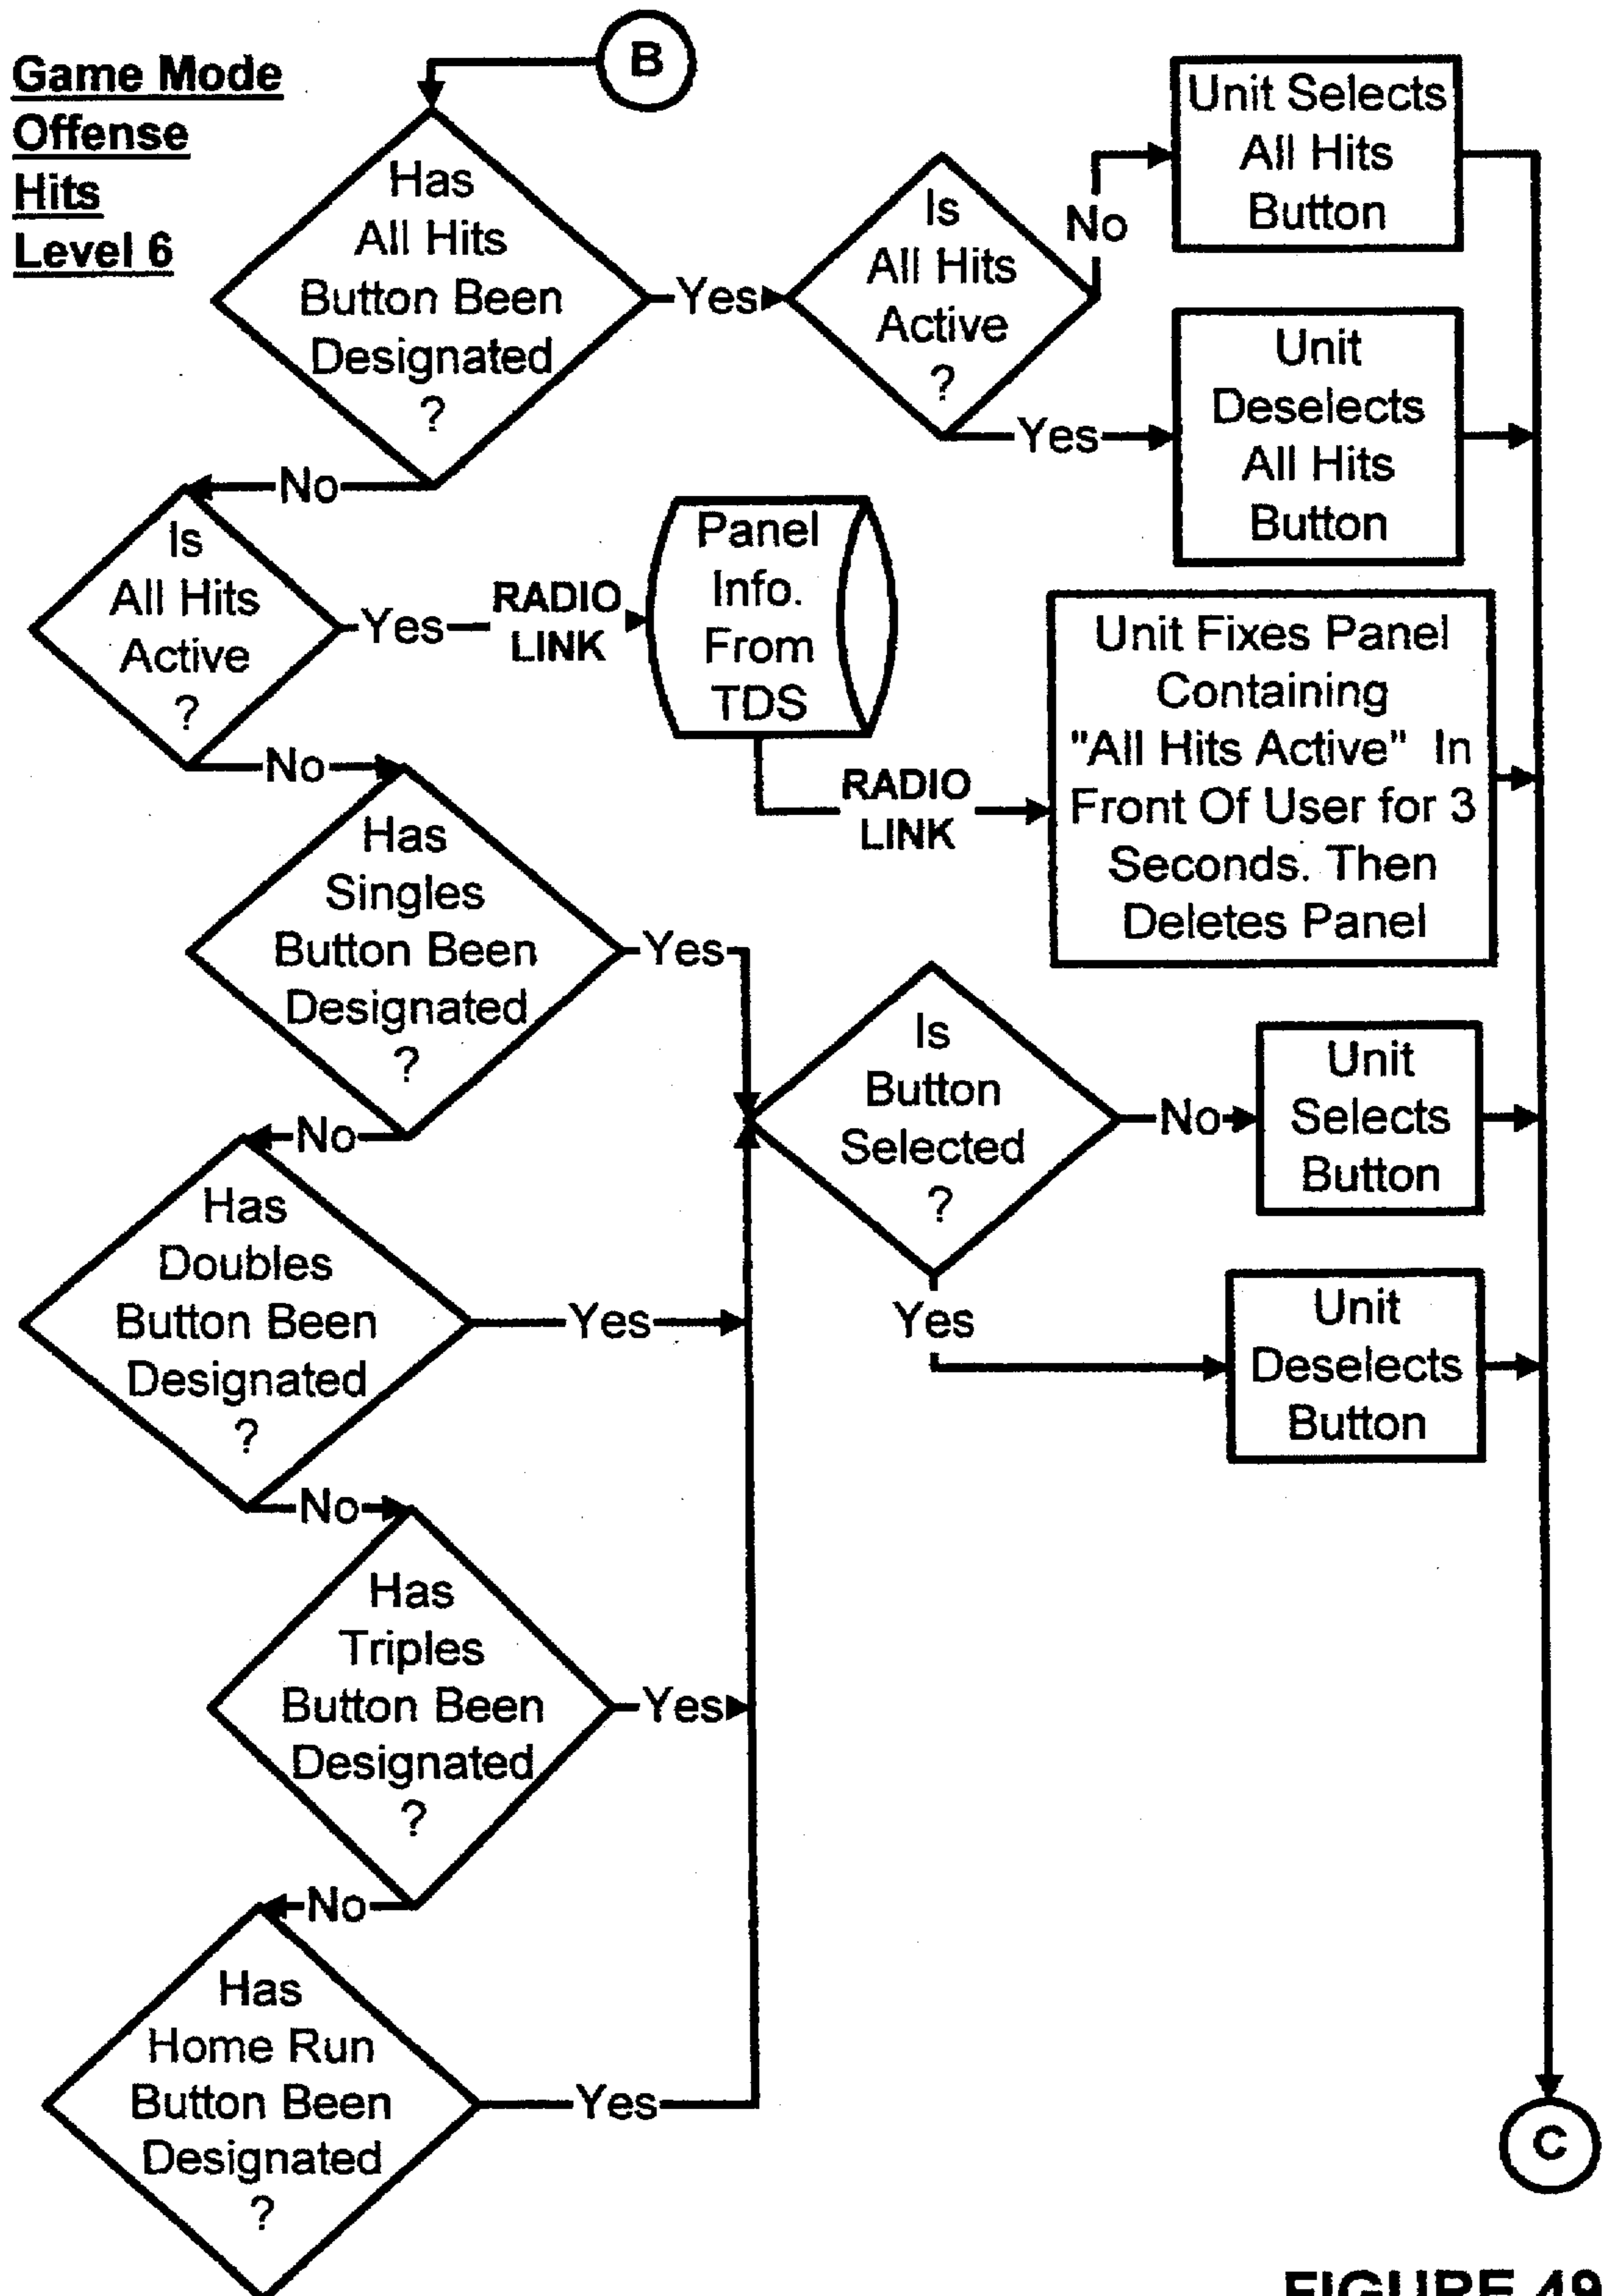 Game Mode
Offense
Hits
Level 6
B
Has
All Hits
Button Been
Designated
?
Yes
Is
All Hits
Active
?
No
Unit Selects
All Hits
Button
Yes
Unit
Deselects
All Hits
Button
No
Is
All Hits
Active
?
Yes
RADIO
LINK
Panel
Info.
From
TDS
RADIO
LINK
Unit Fixes Panel
Containing
"All Hits Active" In
Front Of User for 3
Seconds. Then
Deletes Panel
No
Has
Singles
Button Been
Designated
?
Yes
Is
Button
Selected
?
No
Unit
Selects
Button
Yes
Unit
Deselects
Button
No
Has
Doubles
Button Been
Designated
?
Yes
No
Has
Triples
Button Been
Designated
?
Yes
No
Has
Home Run
Button Been
Designated
?
Yes
C
FIGURE 49